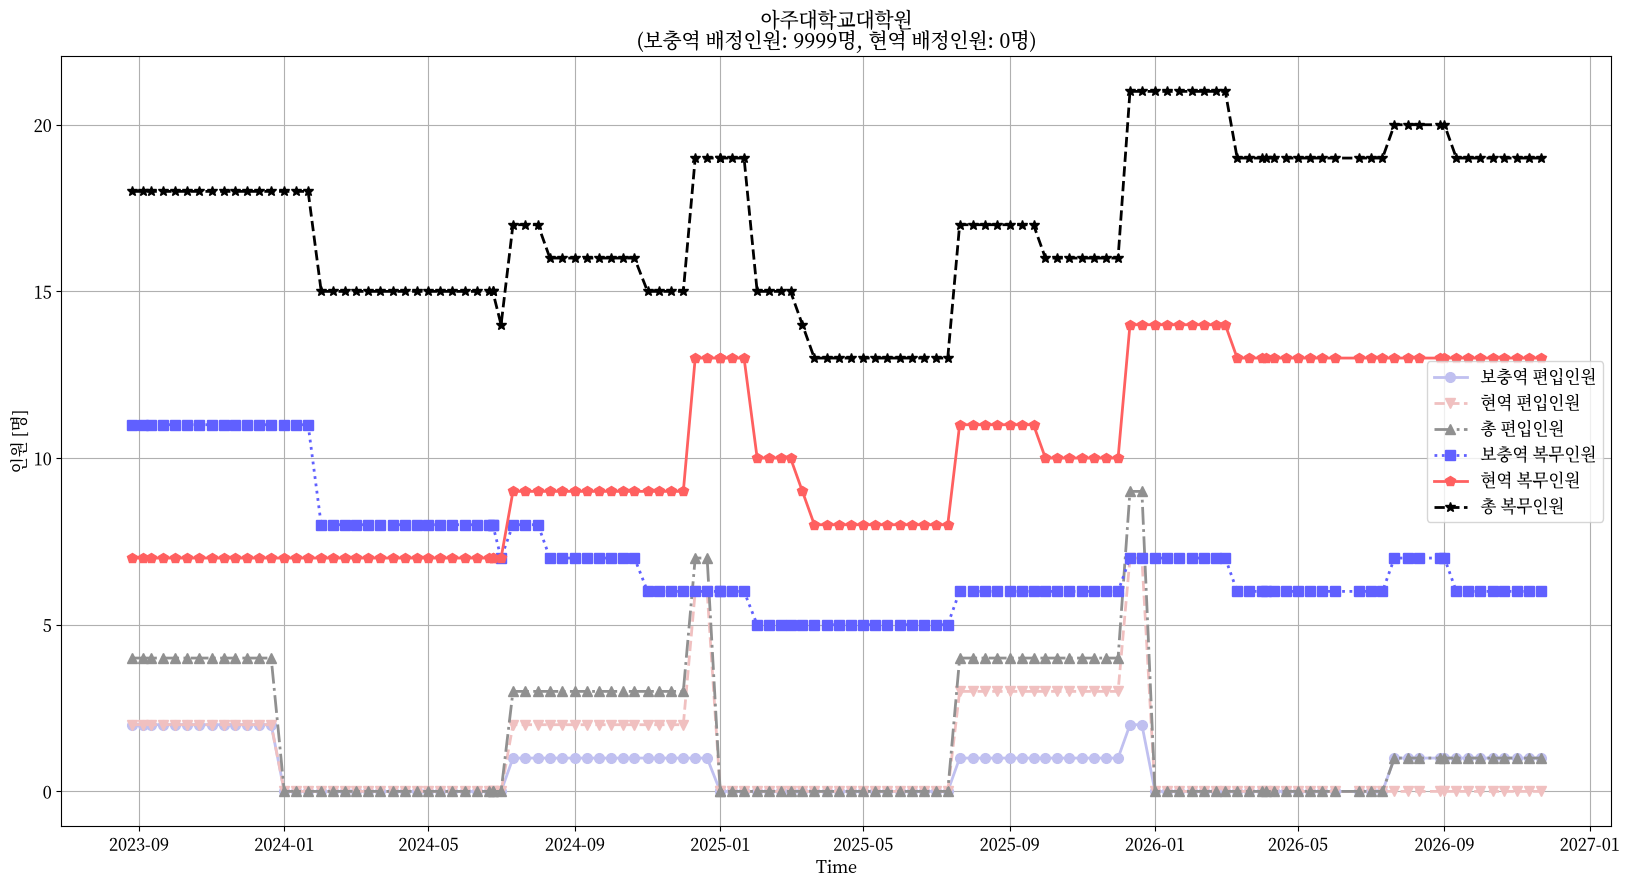 아주대학교대학원
(보충역 배정인원: 9999명, 현역 배정인원: 0명)
인원 [명]
20
15
10
5
0
보충역 편입인원
현역 편입인원
총 편입인원
보충역 복무인원
현역 복무인원
총 복무인원
2023-09 2024-01 2024-05 2024-09 2025-01 2025-05 2025-09 2026-01 2026-05 2026-09 2027-01
Time